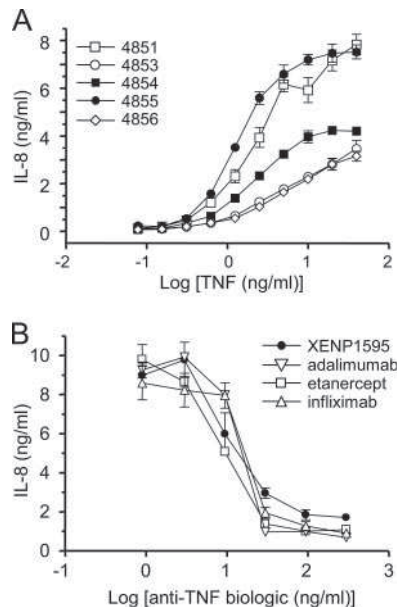 A
8
6
4
2
0
IL-8 (ng/ml)
4851
4853
4854
4855
4856
-2
-1
0
1
2
Log [TNF (ng/ml)]
B
10
8
6
4
2
0
IL-8 (ng/ml)
XENP1595
adalimumab
etanercept
infliximab
-1
0
1
2
3
Log [anti-TNF biologic (ng/ml)]